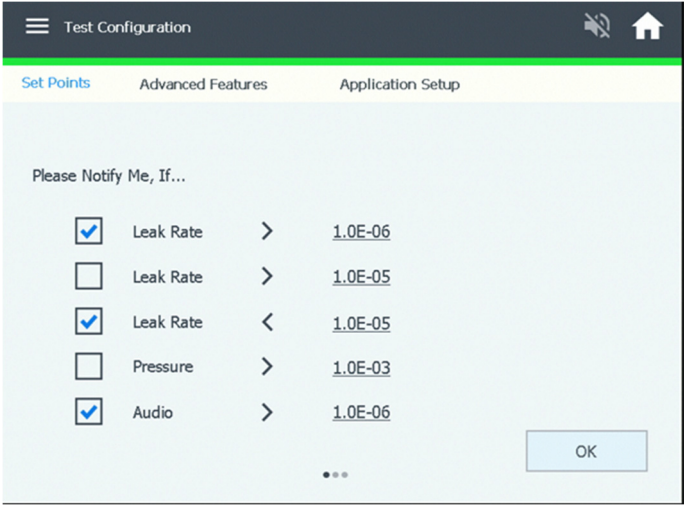 Test Configuration
Set Points Advanced Features Application Setup
Please Notify Me, If...
Leak Rate > 1.0E-06
Leak Rate > 1.0E-05
Leak Rate < 1.0E-05
Pressure > 1.0E-03
Audio > 1.0E-06
OK